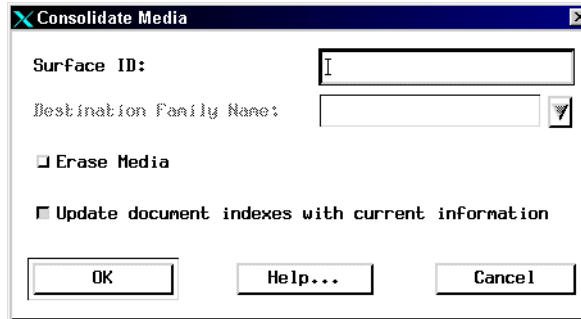 Consolidate Media
Surface ID:
Destination Family Name:
Erase Media
Update document indexes with current information
OK Help... Cancel